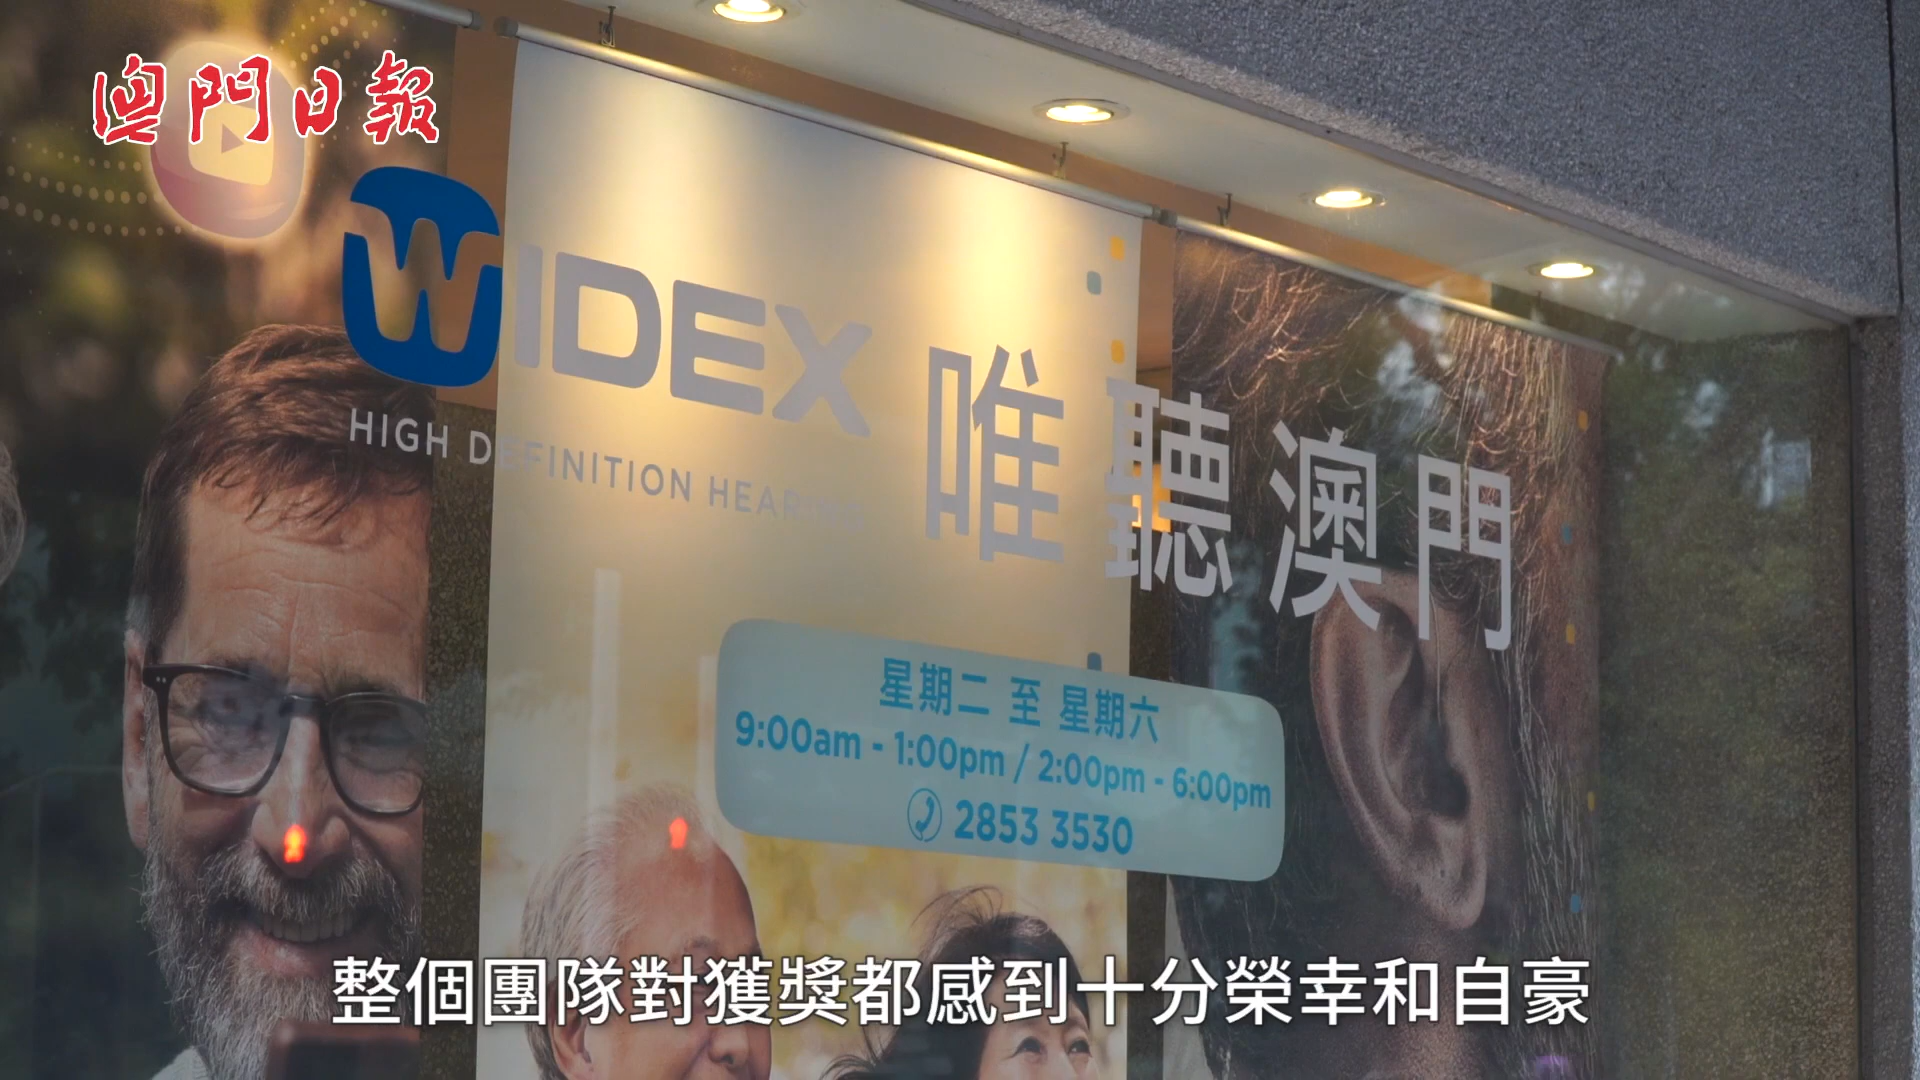 澳門日報
WIDEX 唯聽澳門
HIGH DEFINITION HEARING
星期二 至 星期六
9:00am - 1:00pm / 2:00pm - 6:00pm
2853 3530
整個團隊對獲獎都感到十分榮幸和自豪